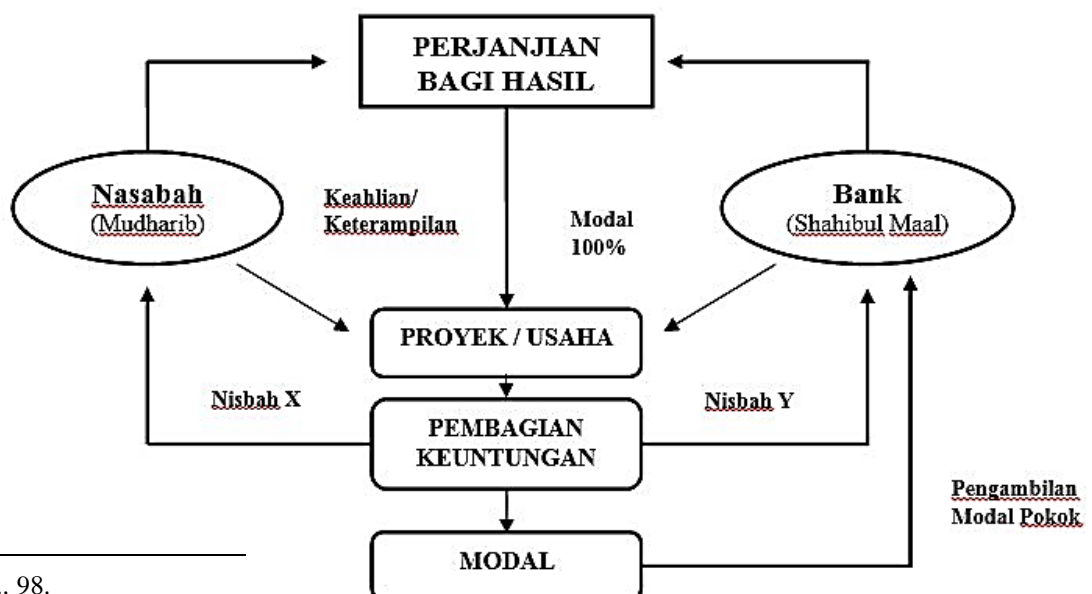 PERJANJIAN
BAGI HASIL
Nasabah
(Mudharib)
Keahlian/
Keterampilan
Modal
100%
Bank
(Shahibul Maal)
PROYEK / USAHA
Nisbah X
Nisbah Y
PEMBAGIAN
KEUNTUNGAN
Pengambilan
Modal Pokok
MODAL
. 98.